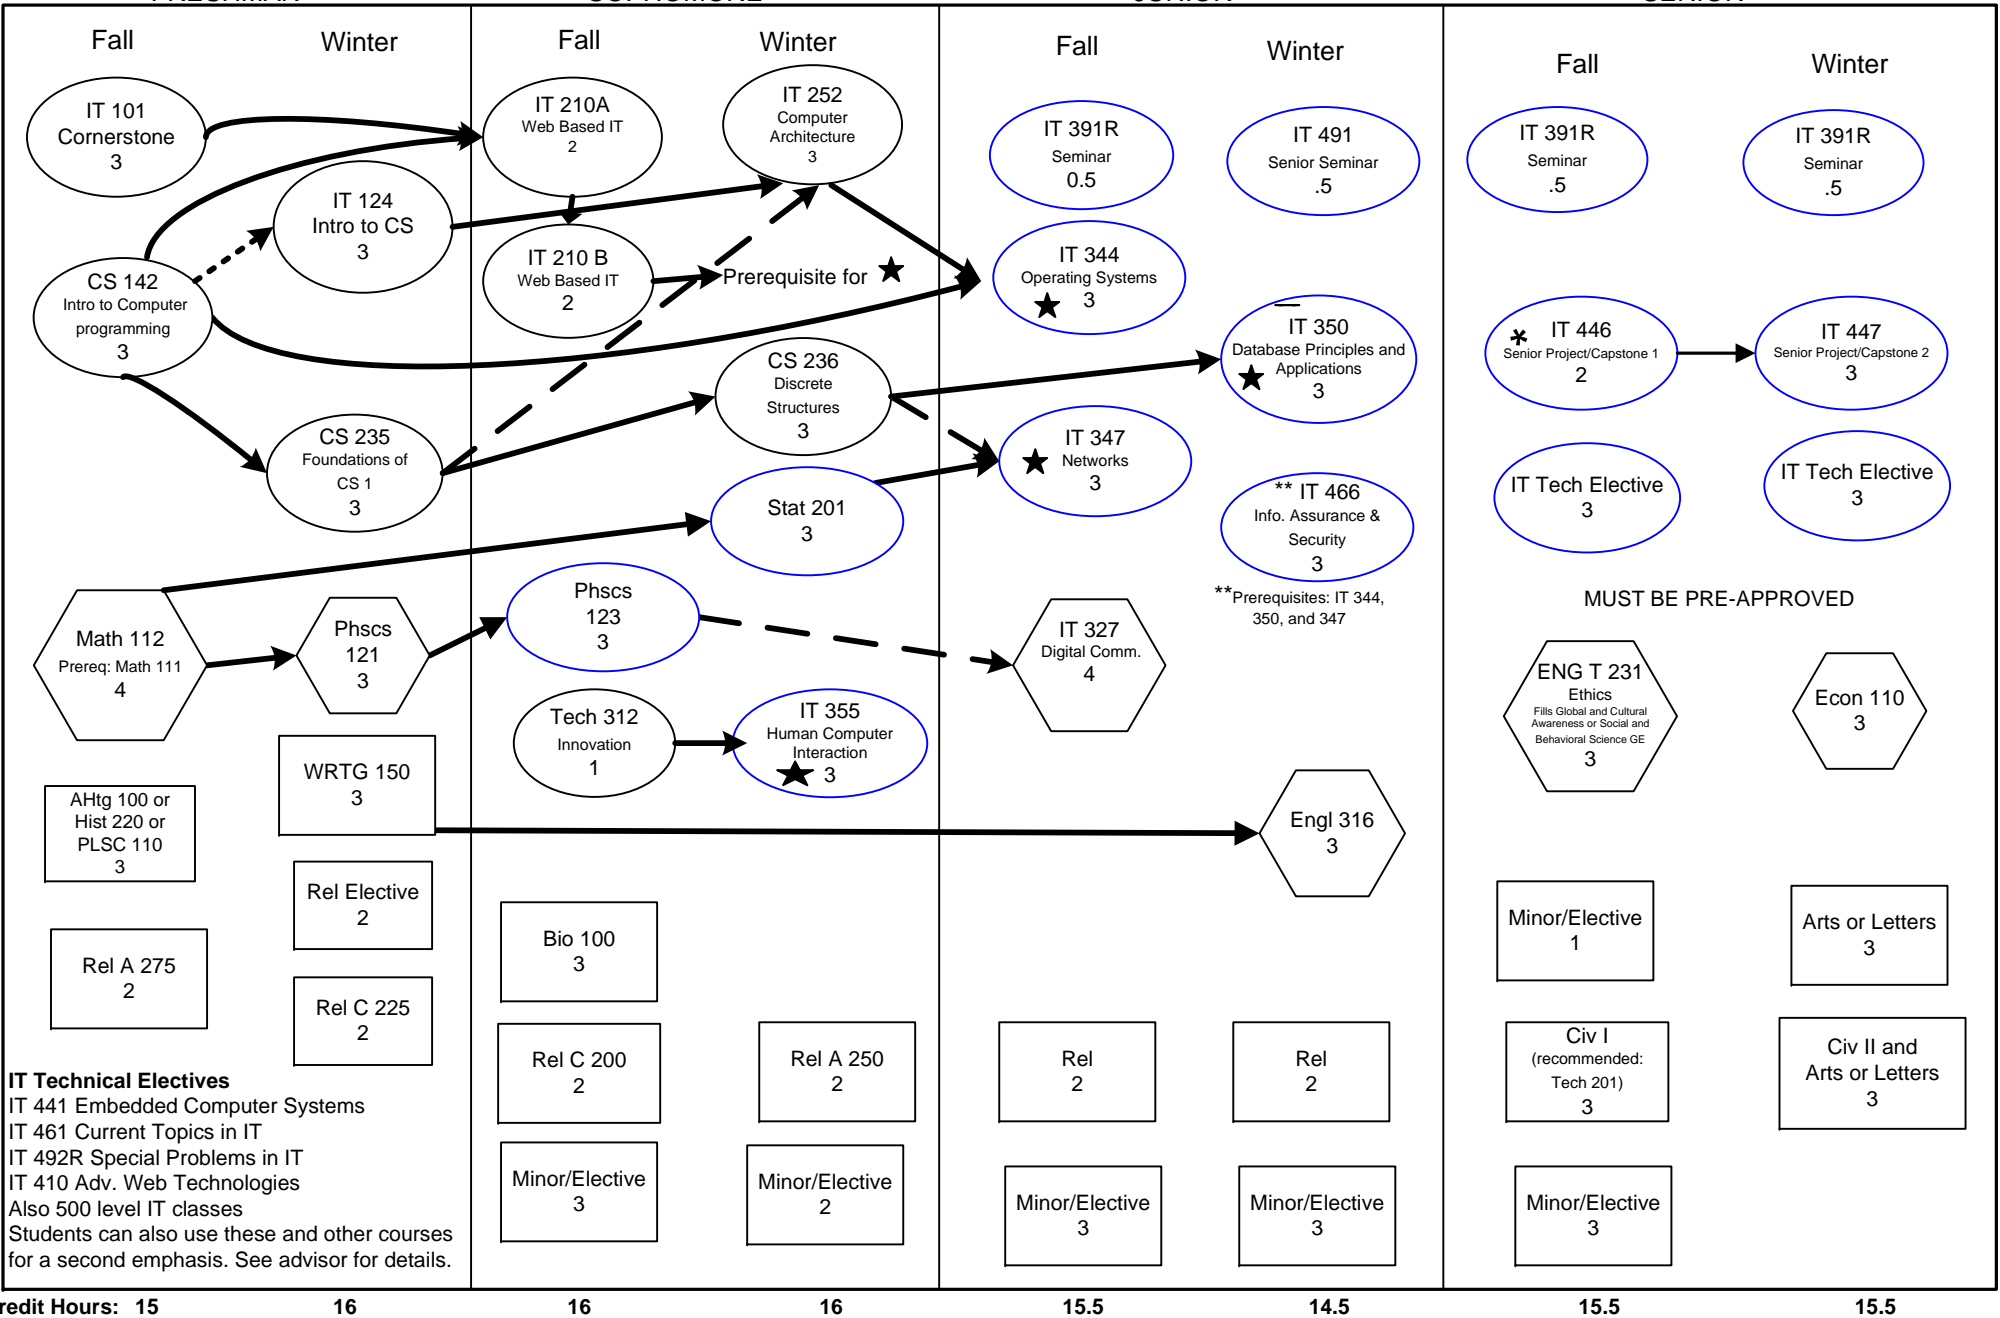 FRESHMAN
SOPHOMORE
JUNIOR
SENIOR
Fall
Winter
Fall
Winter
Fall
Winter
Fall
Winter
IT 101
Cornerstone
3
CS 142
Intro to Computer
programming
3
Math 112
Prereq: Math 111
4
AHtg 100 or
Hist 220 or
PLSC 110
3
Rel A 275
2
IT 124
Intro to CS
3
CS 235
Foundations of
CS 1
3
Phscs
121
3
WRTG 150
3
Rel Elective
2
Rel C 225
2
IT Technical Electives
IT 441 Embedded Computer Systems
IT 461 Current Topics in IT
IT 492R Special Problems in IT
IT 410 Adv. Web Technologies
Also 500 level IT classes
Students can also use these and other courses
for a second emphasis. See advisor for details.
IT 210A
Web Based IT
2
IT 210 B
Web Based IT
2
Phscs
123
3
Tech 312
Innovation
1
Bio 100
3
Rel C 200
2
Minor/Elective
3
IT 252
Computer
Architecture
3
Prerequisite for ★
CS 236
Discrete
Structures
3
Stat 201
3
IT 355
Human Computer
Interaction
★ 3
Rel A 250
2
Minor/Elective
2
IT 391R
Seminar
0.5
IT 344
Operating Systems
★ 3
IT 347
★ Networks
3
IT 327
Digital Comm.
4
Rel
2
Minor/Elective
3
IT 491
Senior Seminar
.5
IT 350
Database Principles and
★ Applications
3
** IT 466
Info. Assurance &
Security
3
**Prerequisites: IT 344,
350, and 347
Engl 316
3
Rel
2
Minor/Elective
3
IT 391R
Seminar
.5
* IT 446
Senior Project/Capstone 1
2
IT Tech Elective
3
MUST BE PRE-APPROVED
ENG T 231
Ethics
Fills Global and Cultural
Awareness or Social and
Behavioral Science GE
3
Minor/Elective
1
Civ I
(recommended:
Tech 201)
3
Minor/Elective
3
IT 391R
Seminar
.5
IT 447
Senior Project/Capstone 2
3
IT Tech Elective
3
Econ 110
3
Arts or Letters
3
Civ II and
Arts or Letters
3
redit Hours: 15 16 16 16 15.5 14.5 15.5 15.5